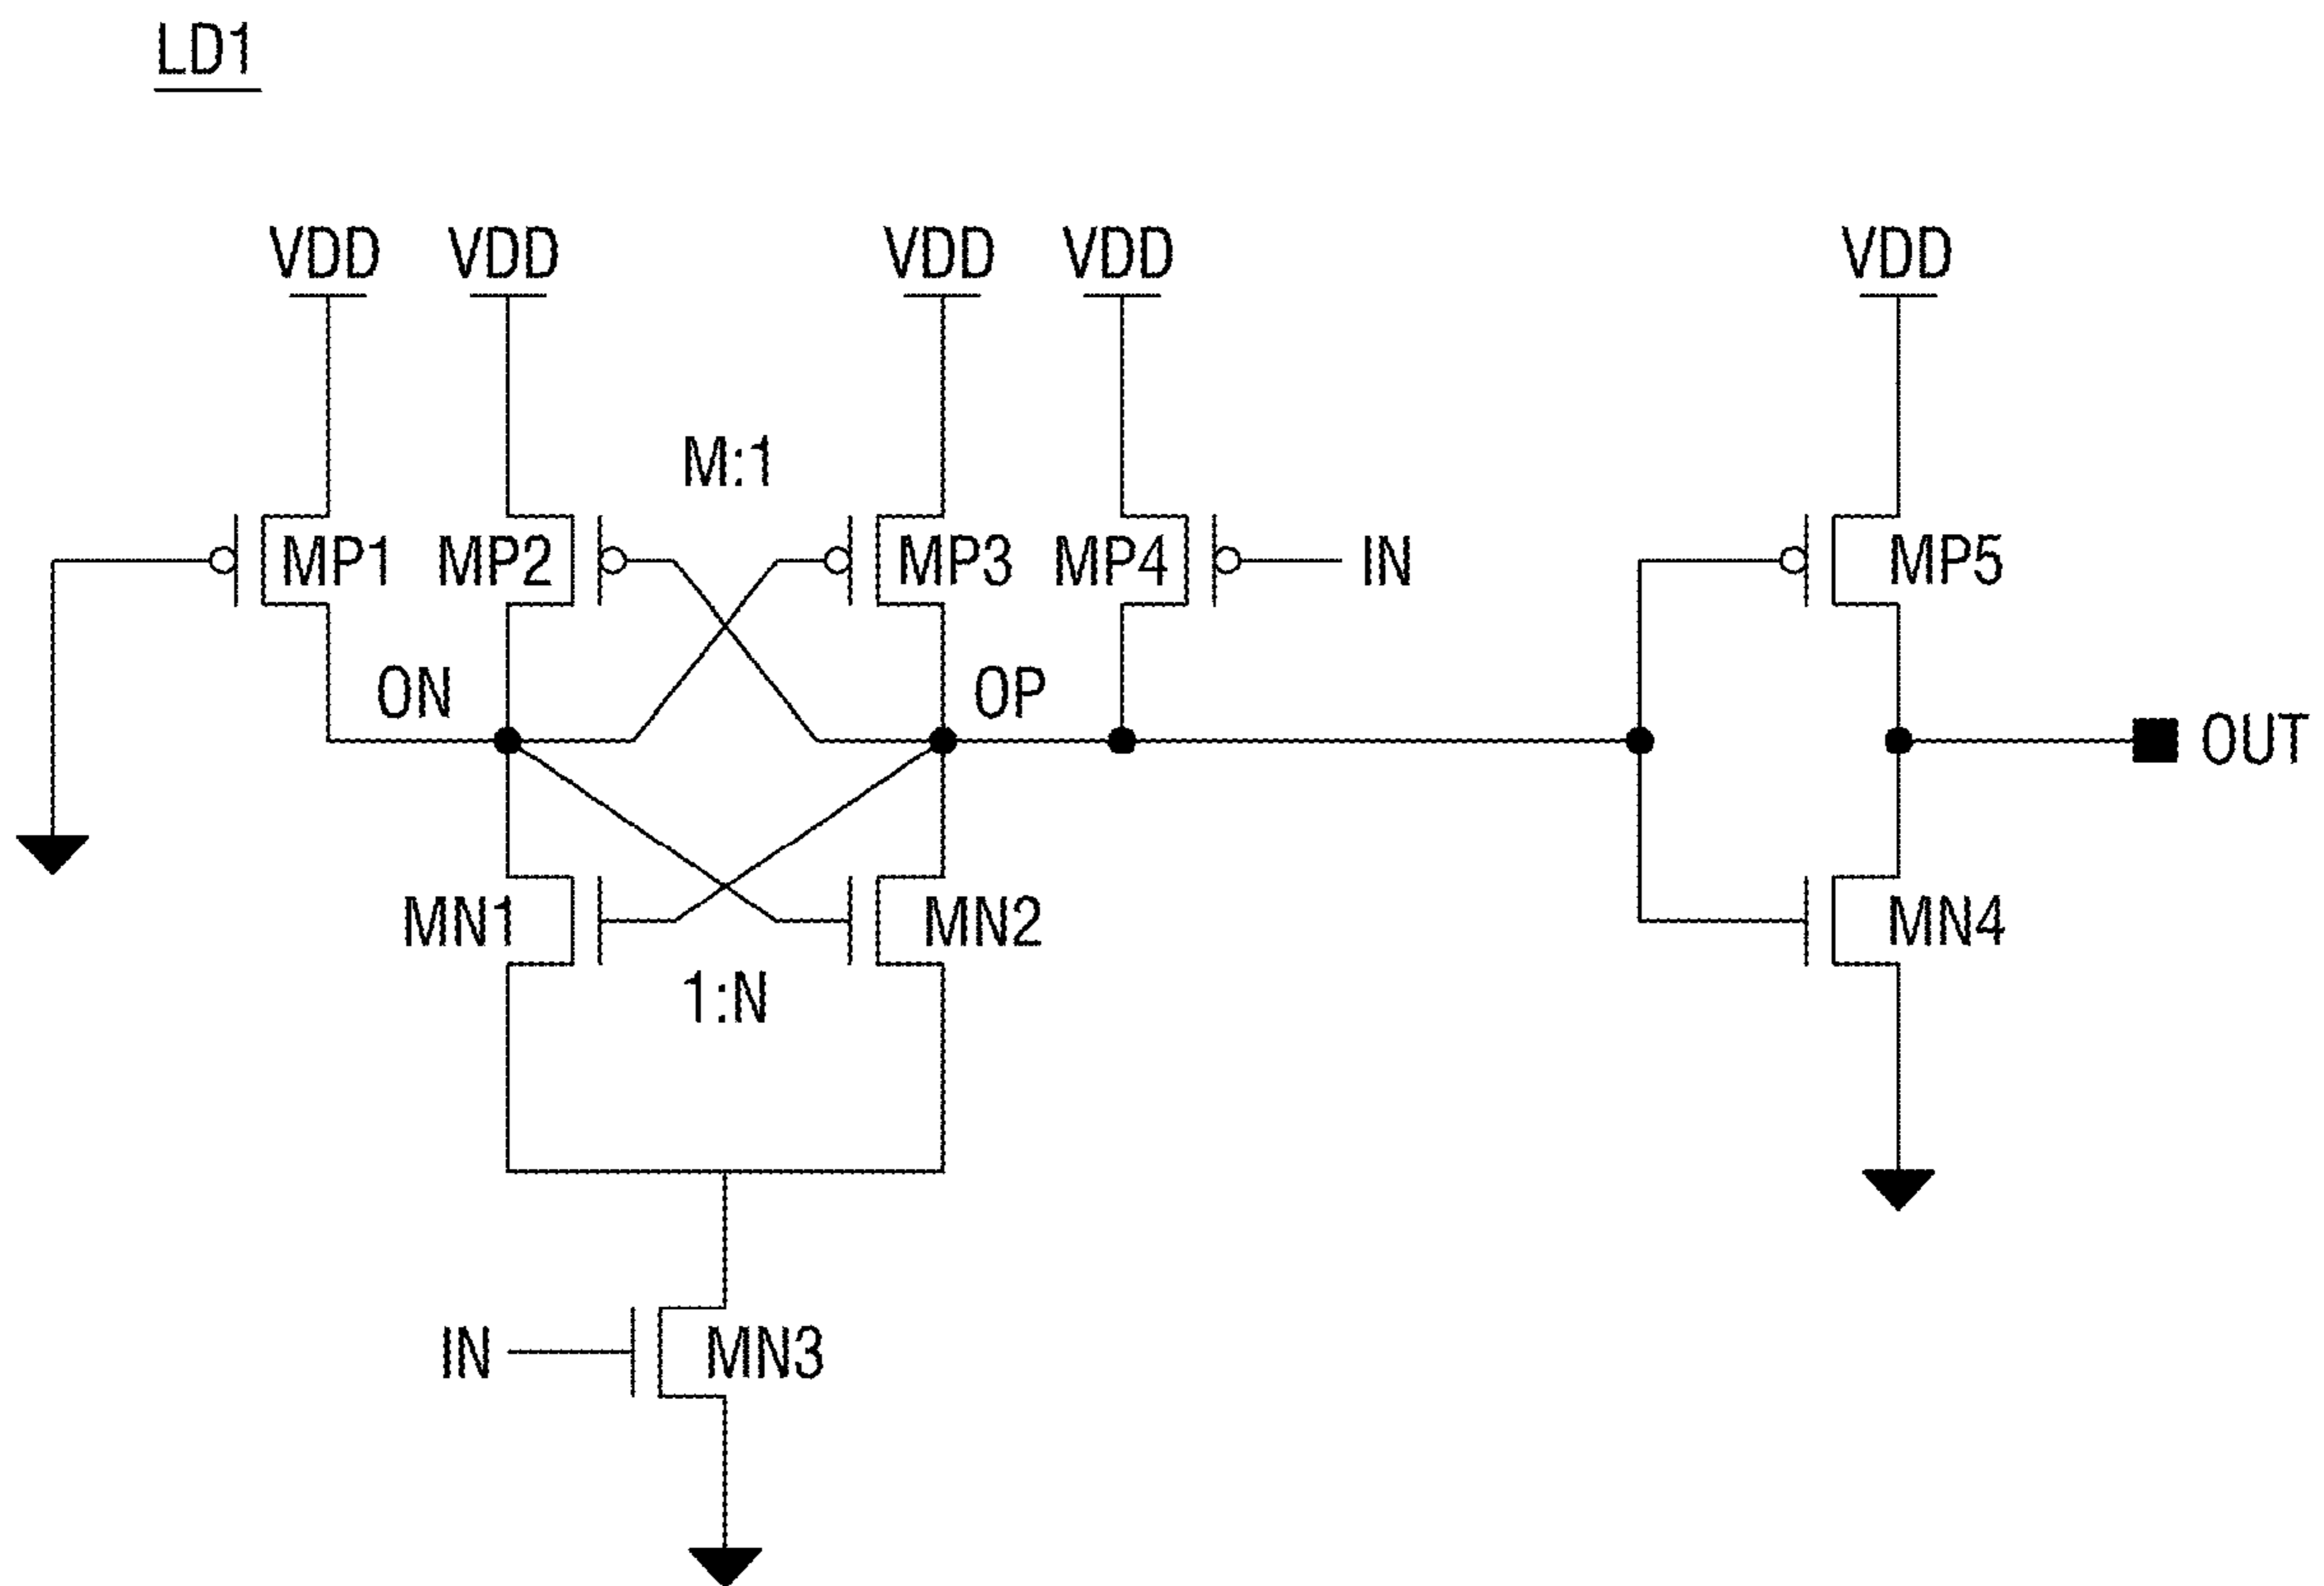 LD1
VDD VDD VDD VDD VDD
M:1
MP1 MP2 MP3 MP4 IN MP5
ON OP
OUT
MN1 MN2 MN4
1:N
IN MN3